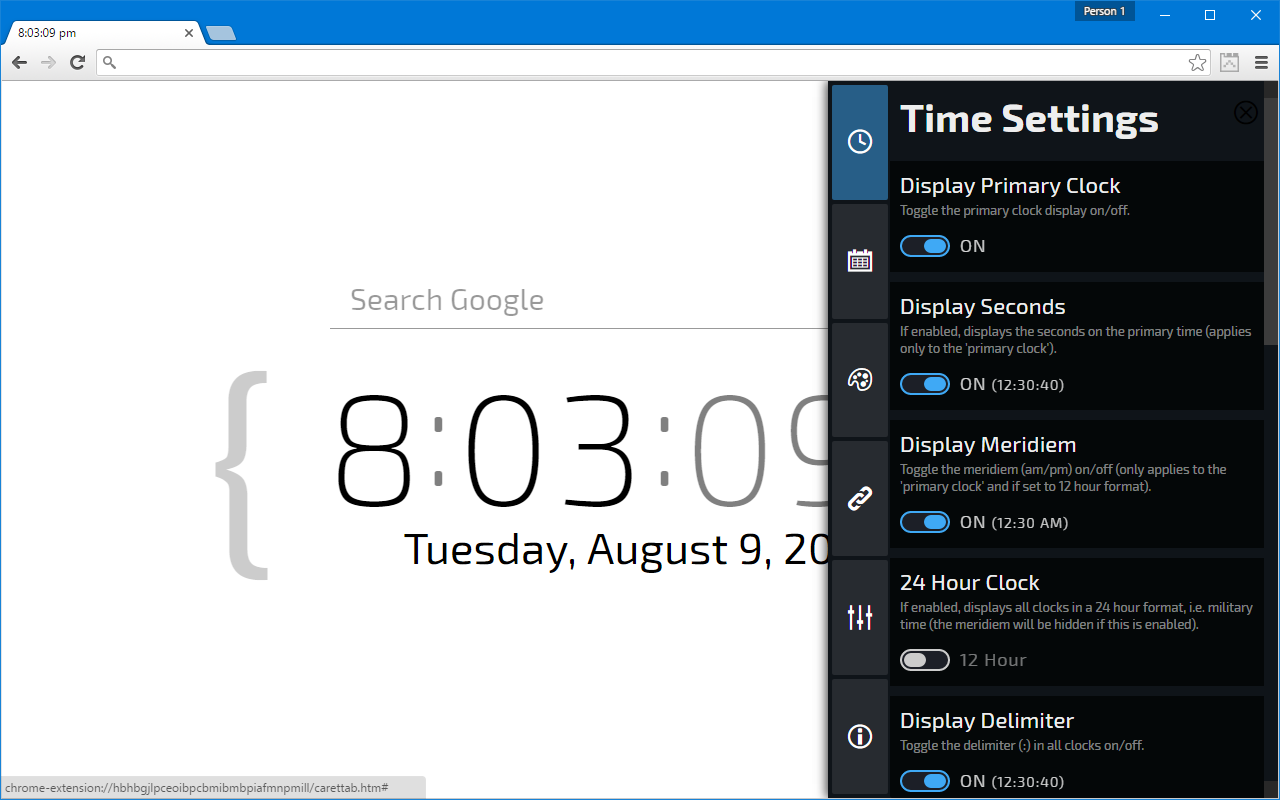 Person 1
8:03:09 pm
Search Google
{
8:03:09
Tuesday, August 9, 20
Time Settings
Display Primary Clock
Toggle the primary clock display on/off.
ON
Display Seconds
If enabled, displays the seconds on the primary time (applies
only to the 'primary clock').
ON (12:30:40)
Display Meridiem
Toggle the meridiem (am/pm) on/off (only applies to the
'primary clock' and if set to 12 hour format).
ON (12:30 AM)
24 Hour Clock
If enabled, displays all clocks in a 24 hour format, i.e. military
time (the meridiem will be hidden if this is enabled).
12 Hour
Display Delimiter
Toggle the delimiter (:) in all clocks on/off.
ON (12:30:40)
chrome-extension://hbhbgjlpceoibpcbmibmbpiafmnpmill/carettab.htm#